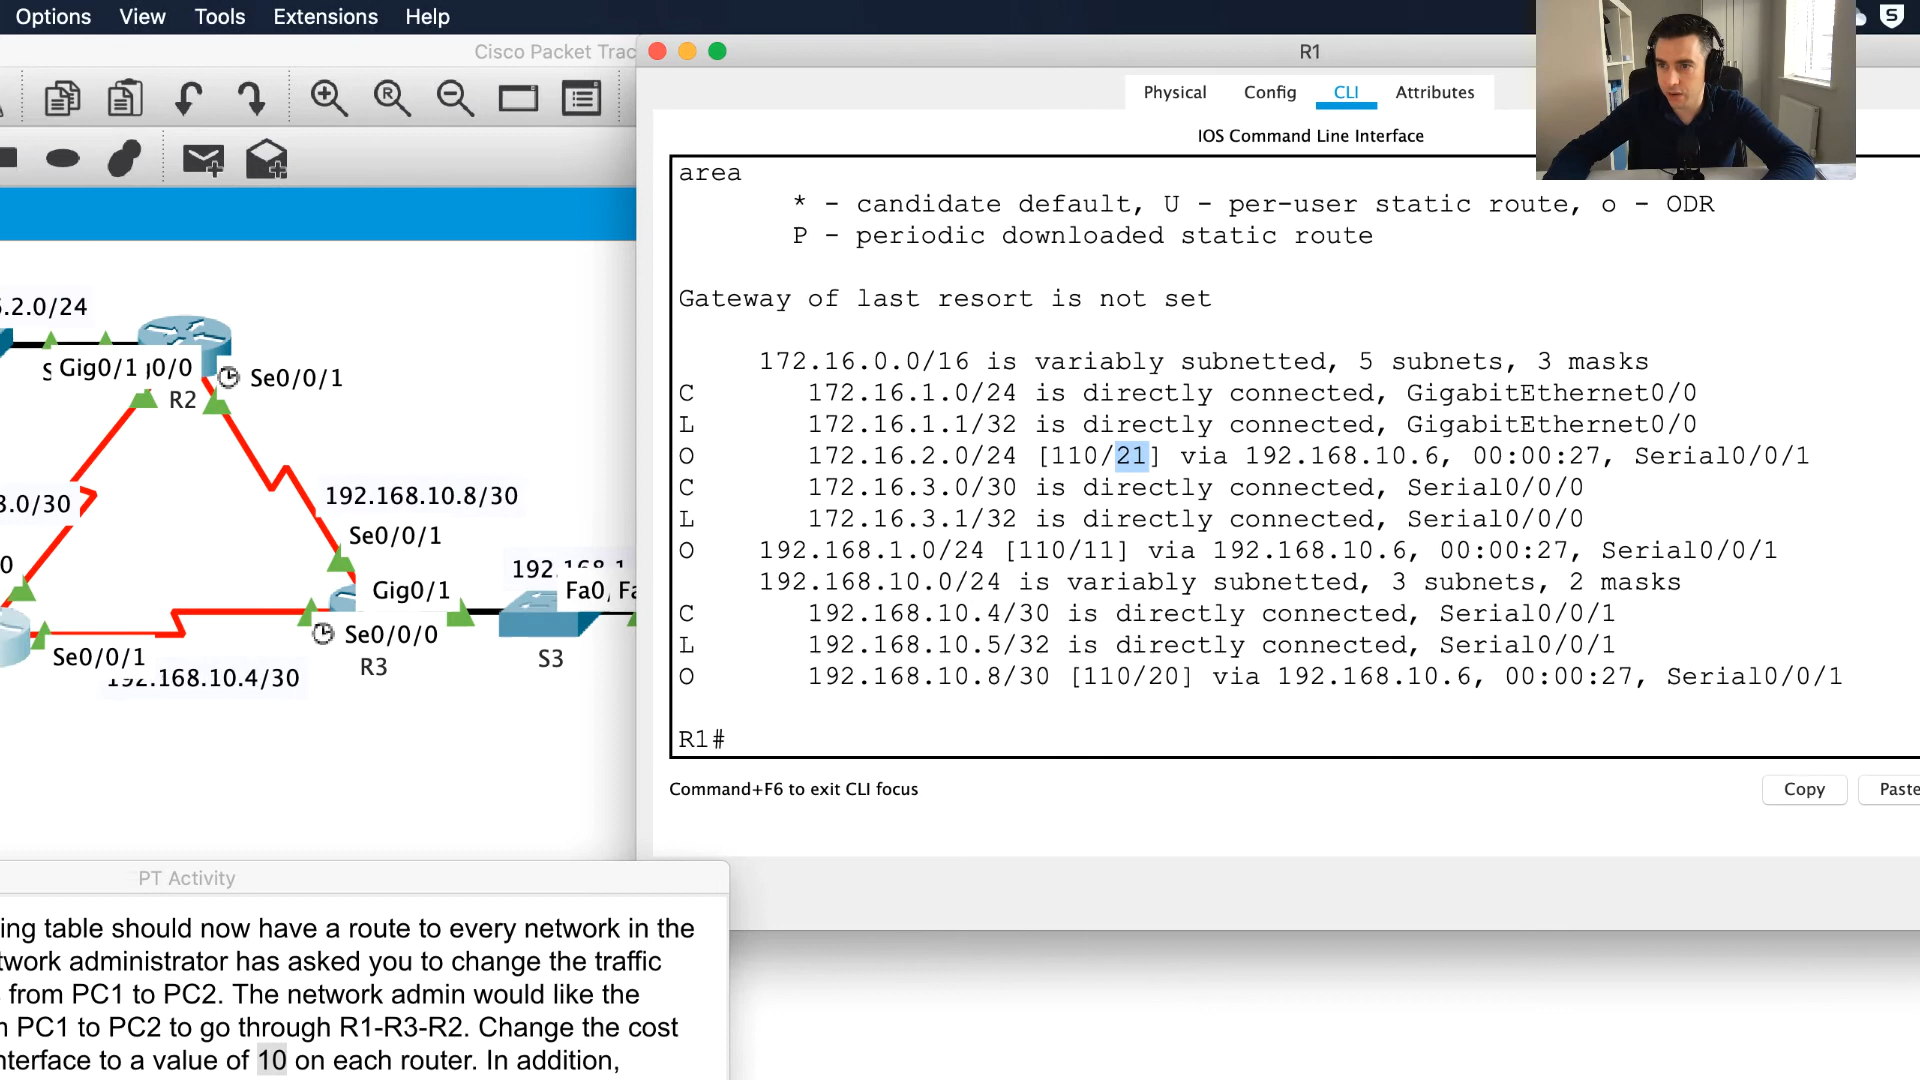 Options View Tools Extensions Help
S
Cisco Packet Trac
R1
Physical Config CLI Attributes
IOS Command Line Interface
area
* - candidate default, U - per-user static route, o - ODR
P - periodic downloaded static route
Gateway of last resort is not set
172.16.0.0/16 is variably subnetted, 5 subnets, 3 masks
C 172.16.1.0/24 is directly connected, GigabitEthernet0/0
L 172.16.1.1/32 is directly connected, GigabitEthernet0/0
O 172.16.2.0/24 [110/21] via 192.168.10.6, 00:00:27, Serial0/0/1
C 172.16.3.0/30 is directly connected, Serial0/0/0
L 172.16.3.1/32 is directly connected, Serial0/0/0
O 192.168.1.0/24 [110/11] via 192.168.10.6, 00:00:27, Serial0/0/1
192.168.10.0/24 is variably subnetted, 3 subnets, 2 masks
C 192.168.10.4/30 is directly connected, Serial0/0/1
L 192.168.10.5/32 is directly connected, Serial0/0/1
O 192.168.10.8/30 [110/20] via 192.168.10.6, 00:00:27, Serial0/0/1
R1#
Command+F6 to exit CLI focus
Copy Paste
.2.0/24
Gig0/1
0/0
Se0/0/1
R2
3.0/30
192.168.10.8/30
Se0/0/1
0
Gig0/1
Fa0,
Se0/0/0
R3
S3
Se0/0/1
192.168.10.4/30
PT Activity
ing table should now have a route to every network in the
twork administrator has asked you to change the traffic
from PC1 to PC2. The network admin would like the
PC1 to PC2 to go through R1-R3-R2. Change the cost
nterface to a value of 10 on each router. In addition,